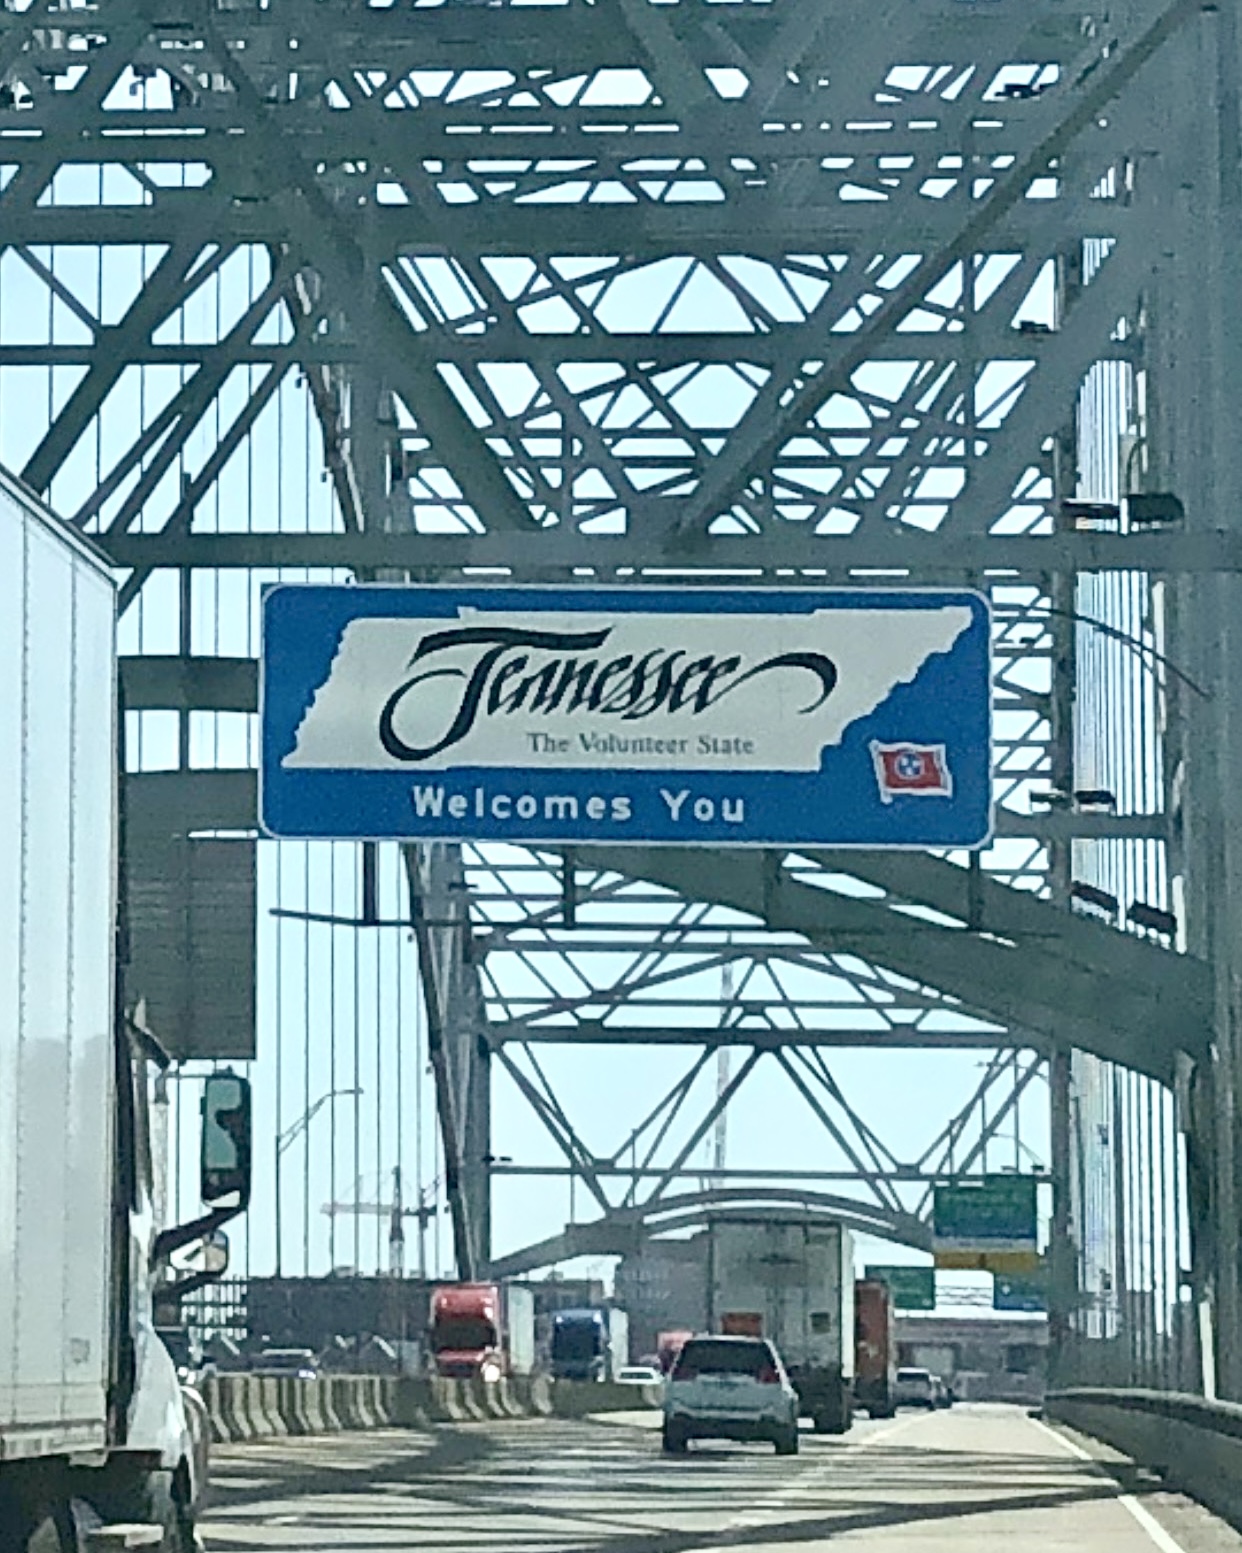 Tennessee
The Volunteer State
Welcomes You